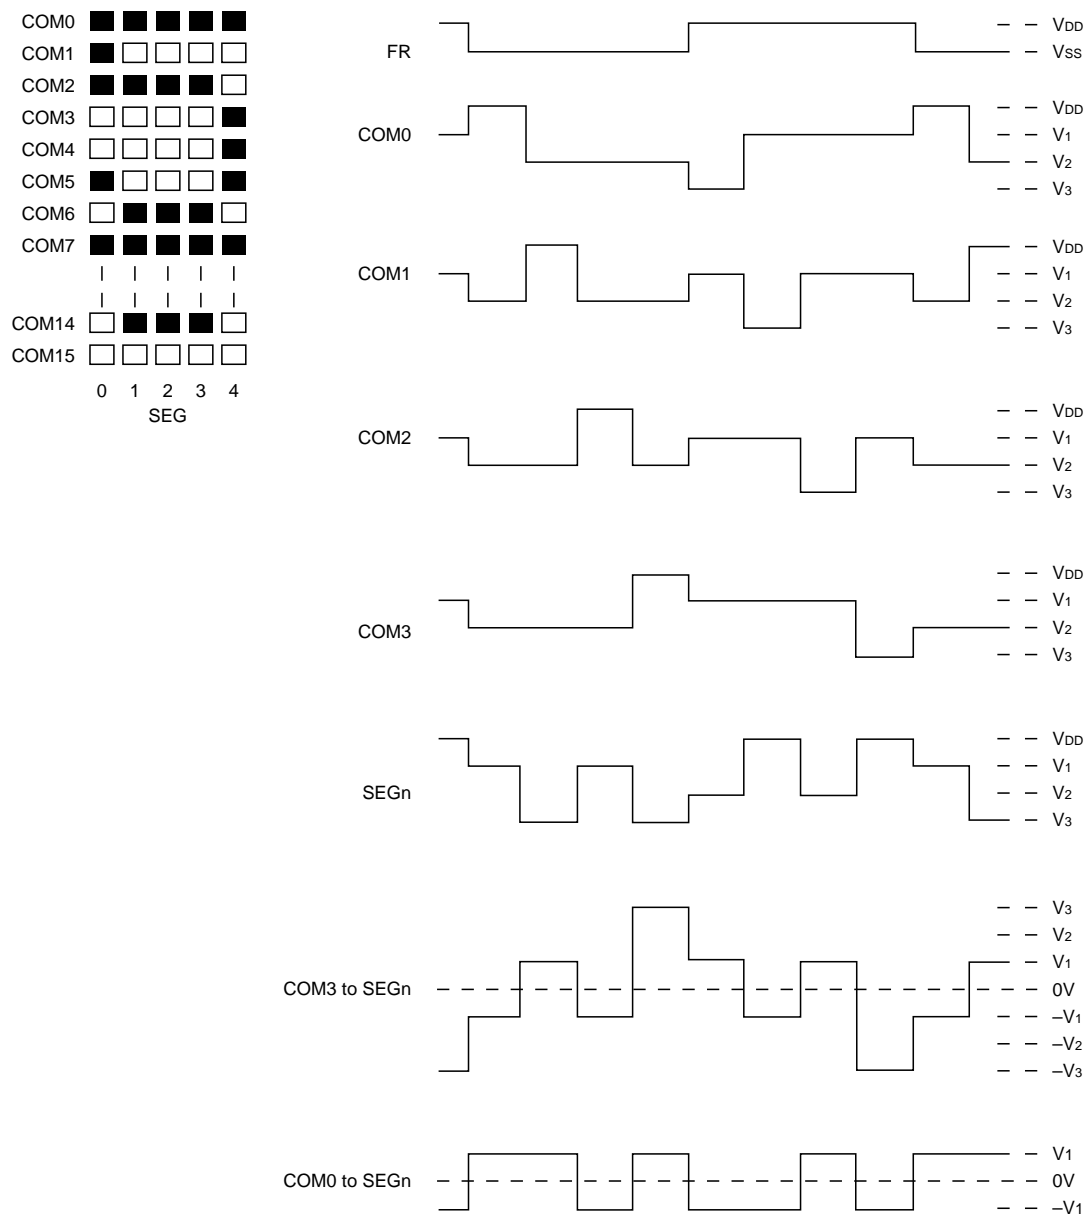 COM0
COM1
COM2
COM3
COM4
COM5
COM6
COM7
COM14
COM15
0 1 2 3 4
SEG
FR
VDD
VSS
COM0
VDD
V1
V2
V3
COM1
VDD
V1
V2
V3
COM2
VDD
V1
V2
V3
COM3
VDD
V1
V2
V3
SEGn
VDD
V1
V2
V3
COM3 to SEGn
V3
V2
V1
0V
–V1
–V2
–V3
COM0 to SEGn
V1
0V
–V1